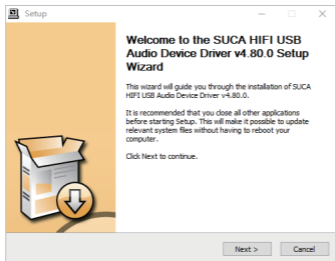 Setup
Welcome to the SUCA HIFI USB
Audio Device Driver v4.80.0 Setup
Wizard
This wizard will guide you through the installation of SUCA
HIFI USB Audio Device Driver v4.80.0.
It is recommended that you close all other applications
before starting Setup. This will make it possible to update
relevant system files without having to reboot your
computer.
Click Next to continue.
Next >
Cancel